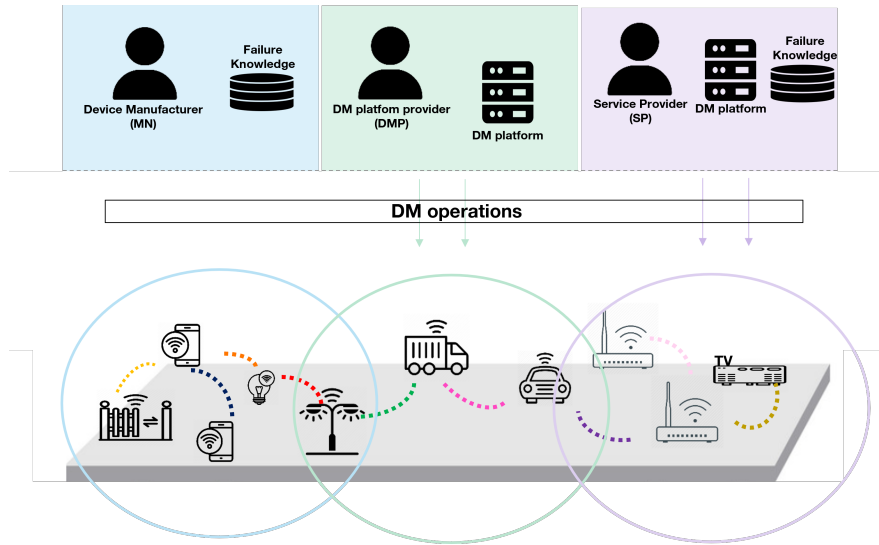 Failure
Knowledge
Device Manufacturer
(MN)
DM platfom provider
(DMP)
DM platform
Failure
Knowledge
Service Provider
(SP)
DM platform
DM operations
TV